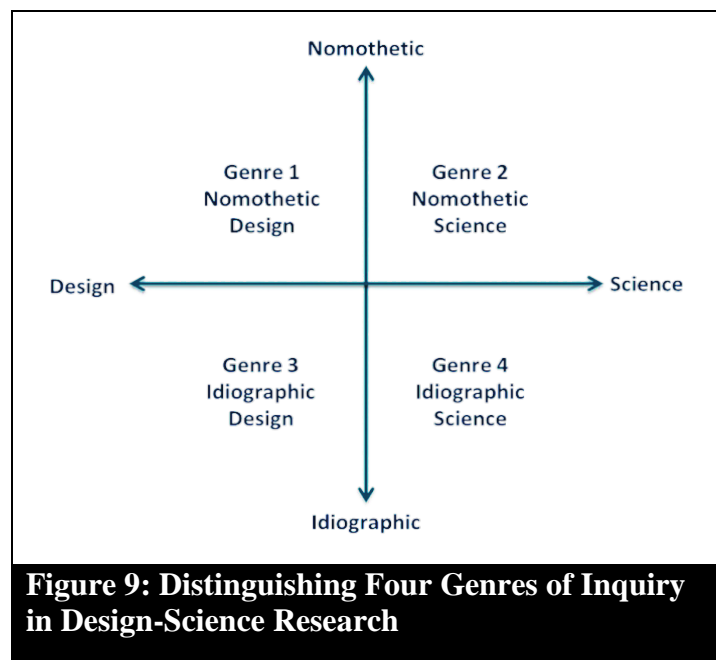 Nomothetic
Genre 1
Nomothetic
Design
Genre 2
Nomothetic
Science
Design
Science
Genre 3
Idiographic
Design
Genre 4
Idiographic
Science
Idiographic
Figure 9: Distinguishing Four Genres of Inquiry
in Design-Science Research